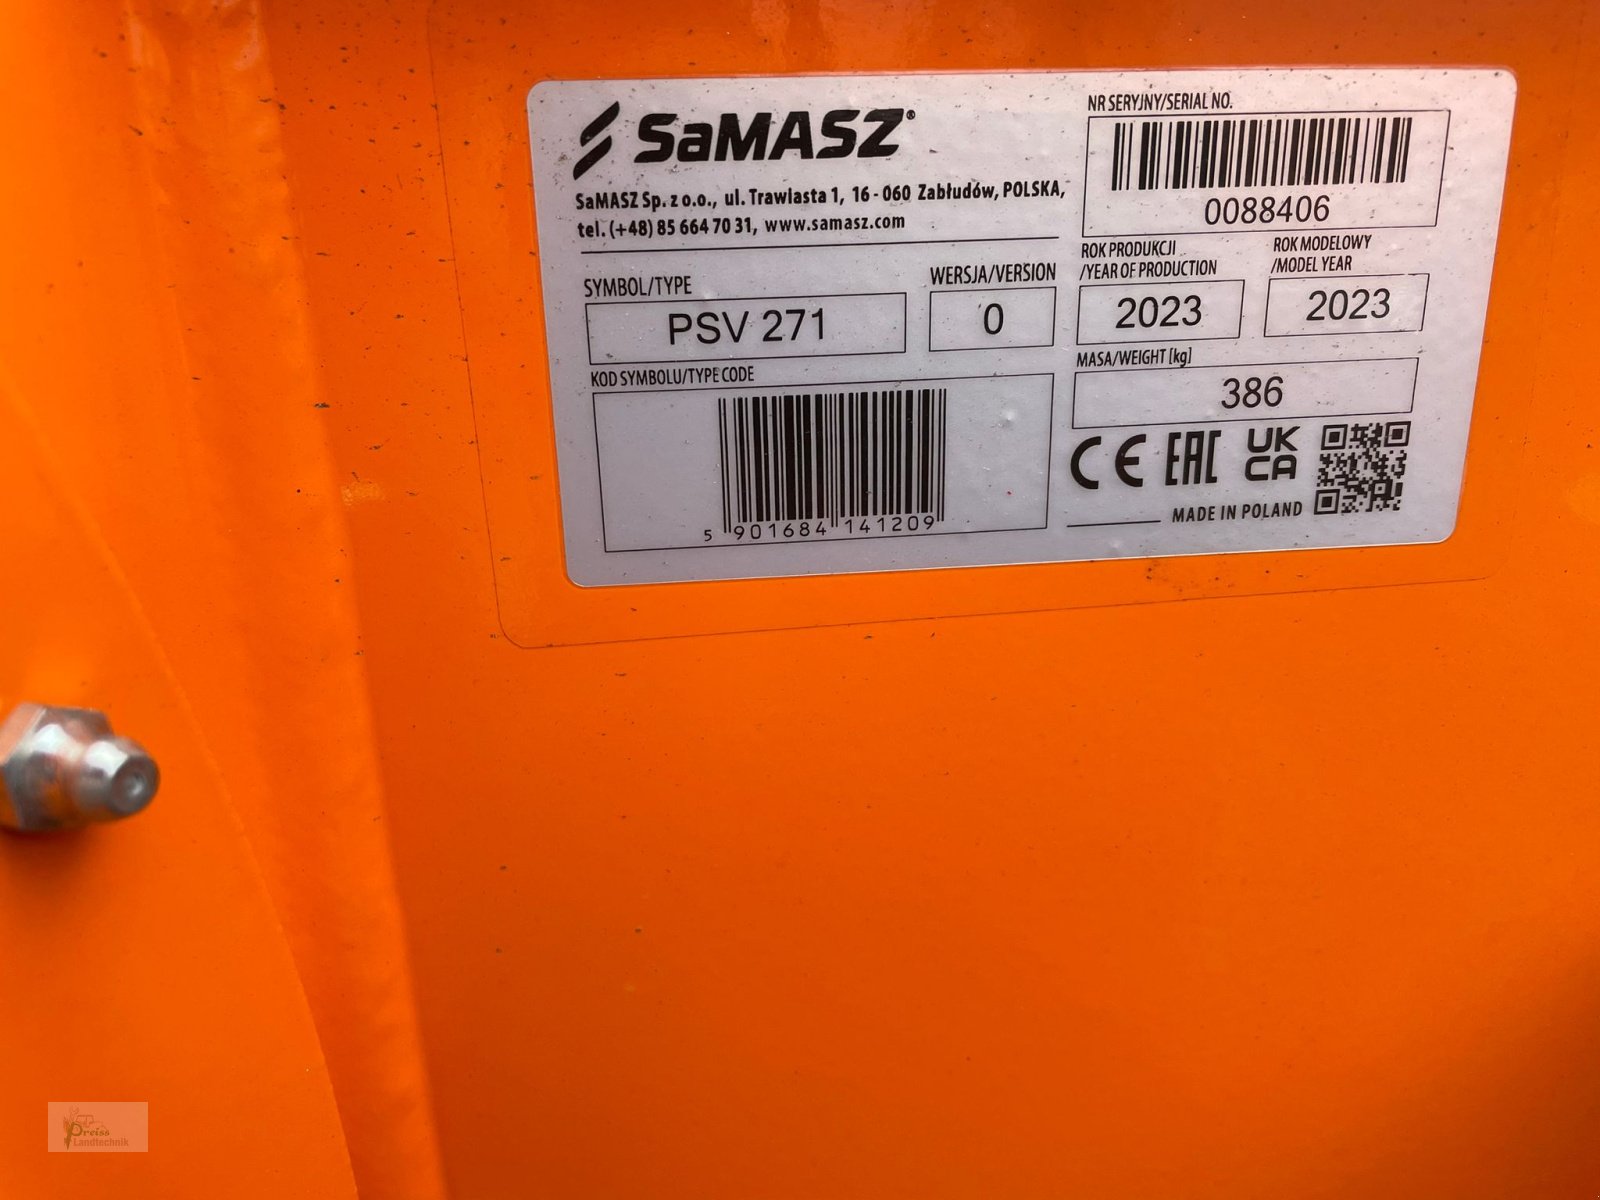 SaMASZ®
SaMASZ Sp. z o.o., ul. Trawiasta 1, 16 - 060 Zabłudów, POLSKA,
tel. (+48) 85 664 70 31, www.samasz.com
NR SERYJNY/SERIAL NO.
0088406
SYMBOL/TYPE
PSV 271
WERSJA/VERSION
0
ROK PRODUKCJI
/YEAR OF PRODUCTION
2023
ROK MODELOWY
/MODEL YEAR
2023
KOD SYMBOLU/TYPE CODE
5 901684 141209
MASA/WEIGHT [kg]
386
CE EAC UK
CA
MADE IN POLAND
Preiss
Landtechnik